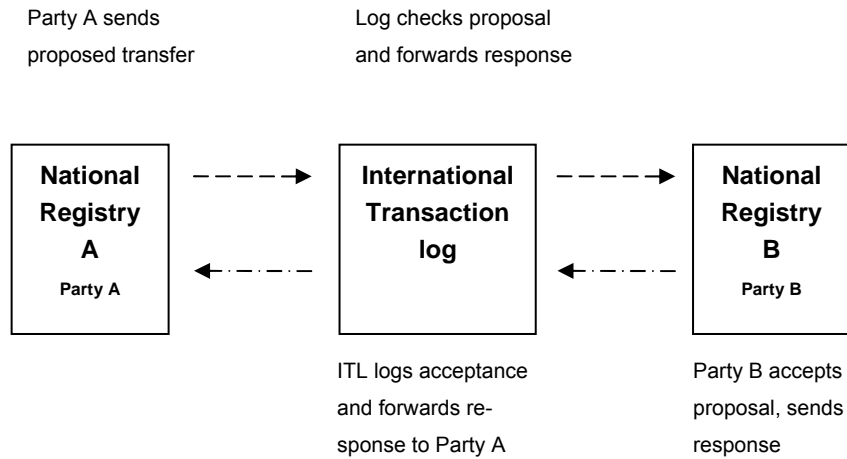 Party A sends
proposed transfer
Log checks proposal
and forwards response
National
Registry
A
Party A
International
Transaction
log
National
Registry
B
Party B
ITL logs acceptance
and forwards re-
sponse to Party A
Party B accepts
proposal, sends
response